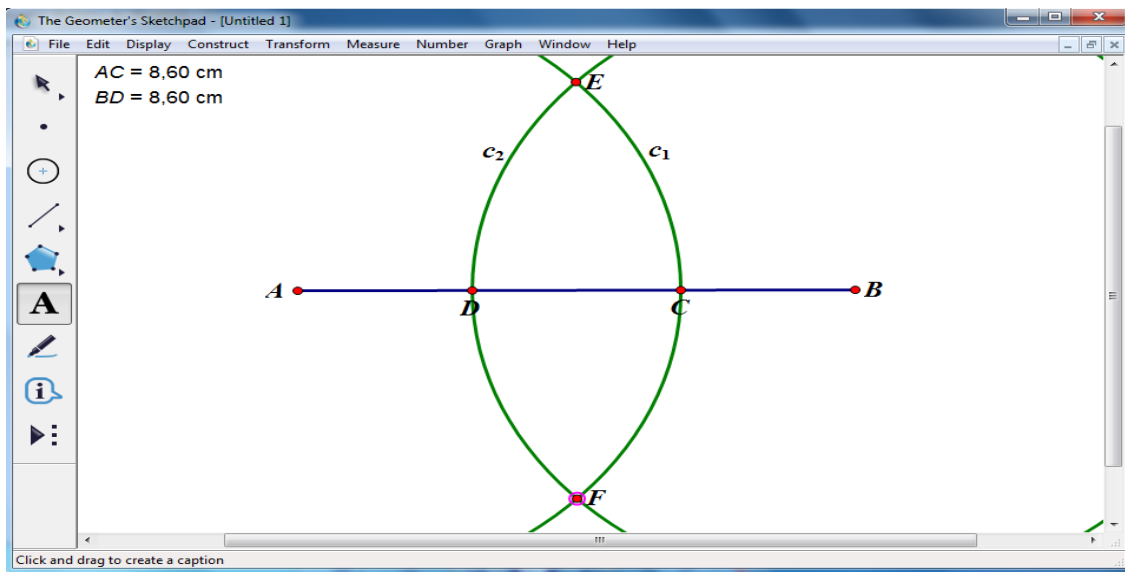 The Geometer's Sketchpad - [Untitled 1]
File Edit Display Construct Transform Measure Number Graph Window Help
AC = 8,60 cm
BD = 8,60 cm
E
c₂
c₁
A
B
D
C
F
A
Click and drag to create a caption